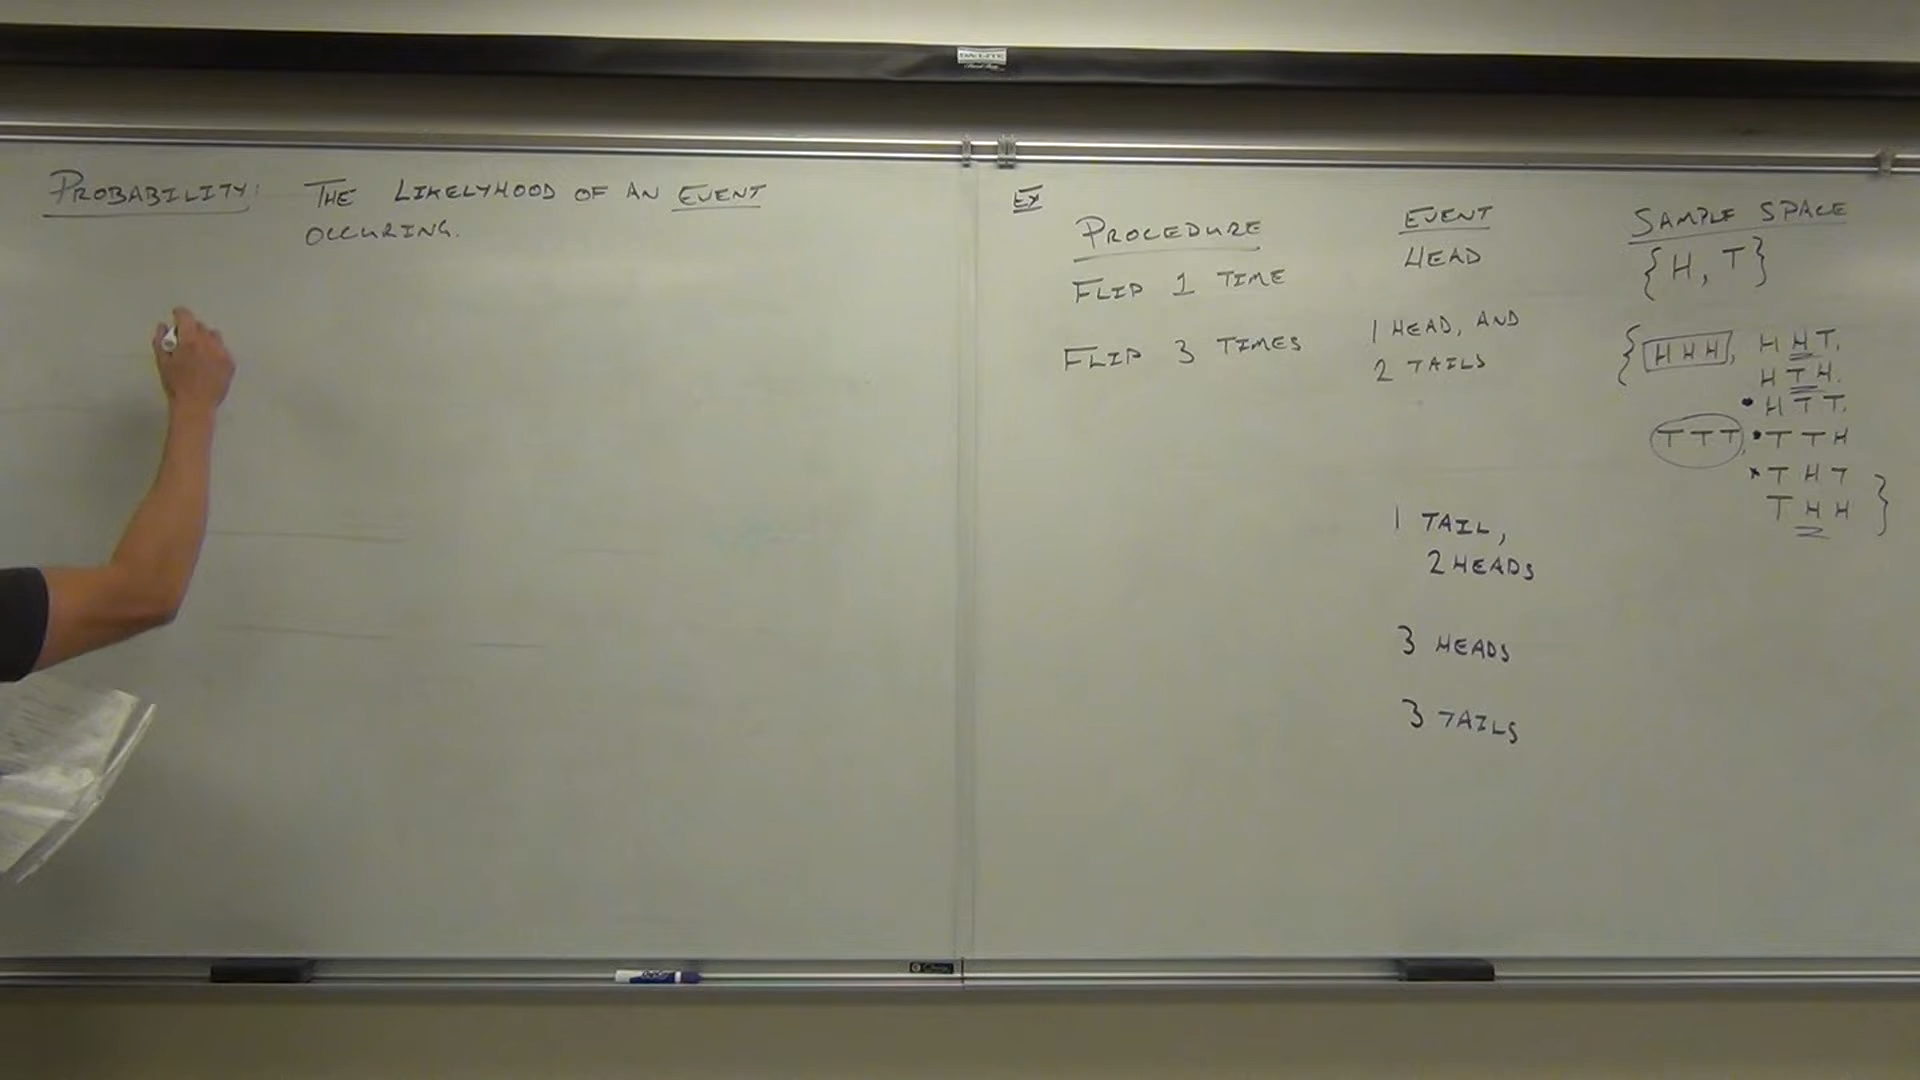 DA-LITE
PROBABILITY: THE LIKELYHOOD OF AN EVENT
OCCURING.
EX
PROCEDURE
EVENT
SAMPLE SPACE
FLIP 1 TIME
HEAD
{H, T}
FLIP 3 TIMES
1 HEAD, AND
2 TAILS
{ HHH, HHT,
HTH,
• HTT,
TTT, • TTH
• THT
THH }
1 TAIL,
2 HEADS
3 HEADS
3 TAILS